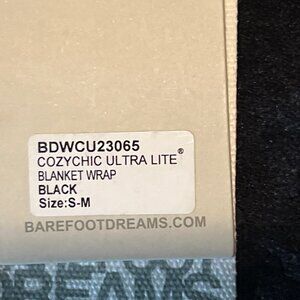 BDWCU23065
COZYCHIC ULTRA LITE®
BLANKET WRAP
BLACK
Size:S-M
BAREFOOTDREAMS.COM